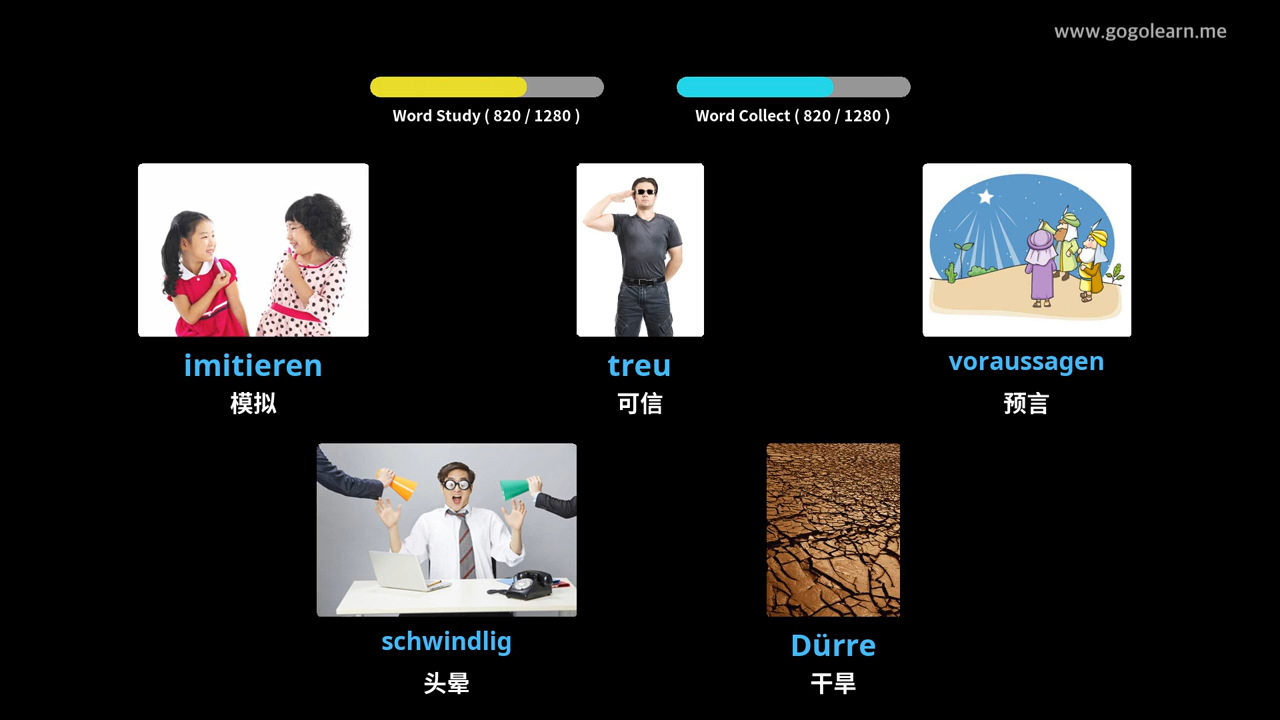 www.gogolearn.me
Word Study ( 820 / 1280 )
Word Collect ( 820 / 1280 )
imitieren
模拟
treu
可信
voraussagen
预言
schwindlig
头晕
Dürre
干旱